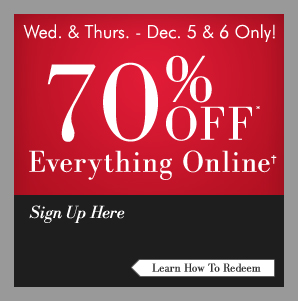 Wed. & Thurs. - Dec. 5 & 6 Only!
70% OFF*
Everything Online†
Sign Up Here
Learn How To Redeem